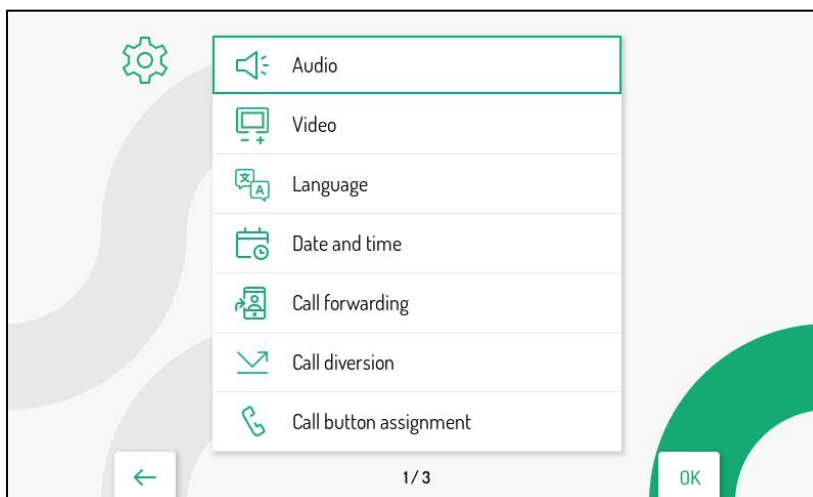 Audio
Video
Language
Date and time
Call forwarding
Call diversion
Call button assignment
1 / 3
OK